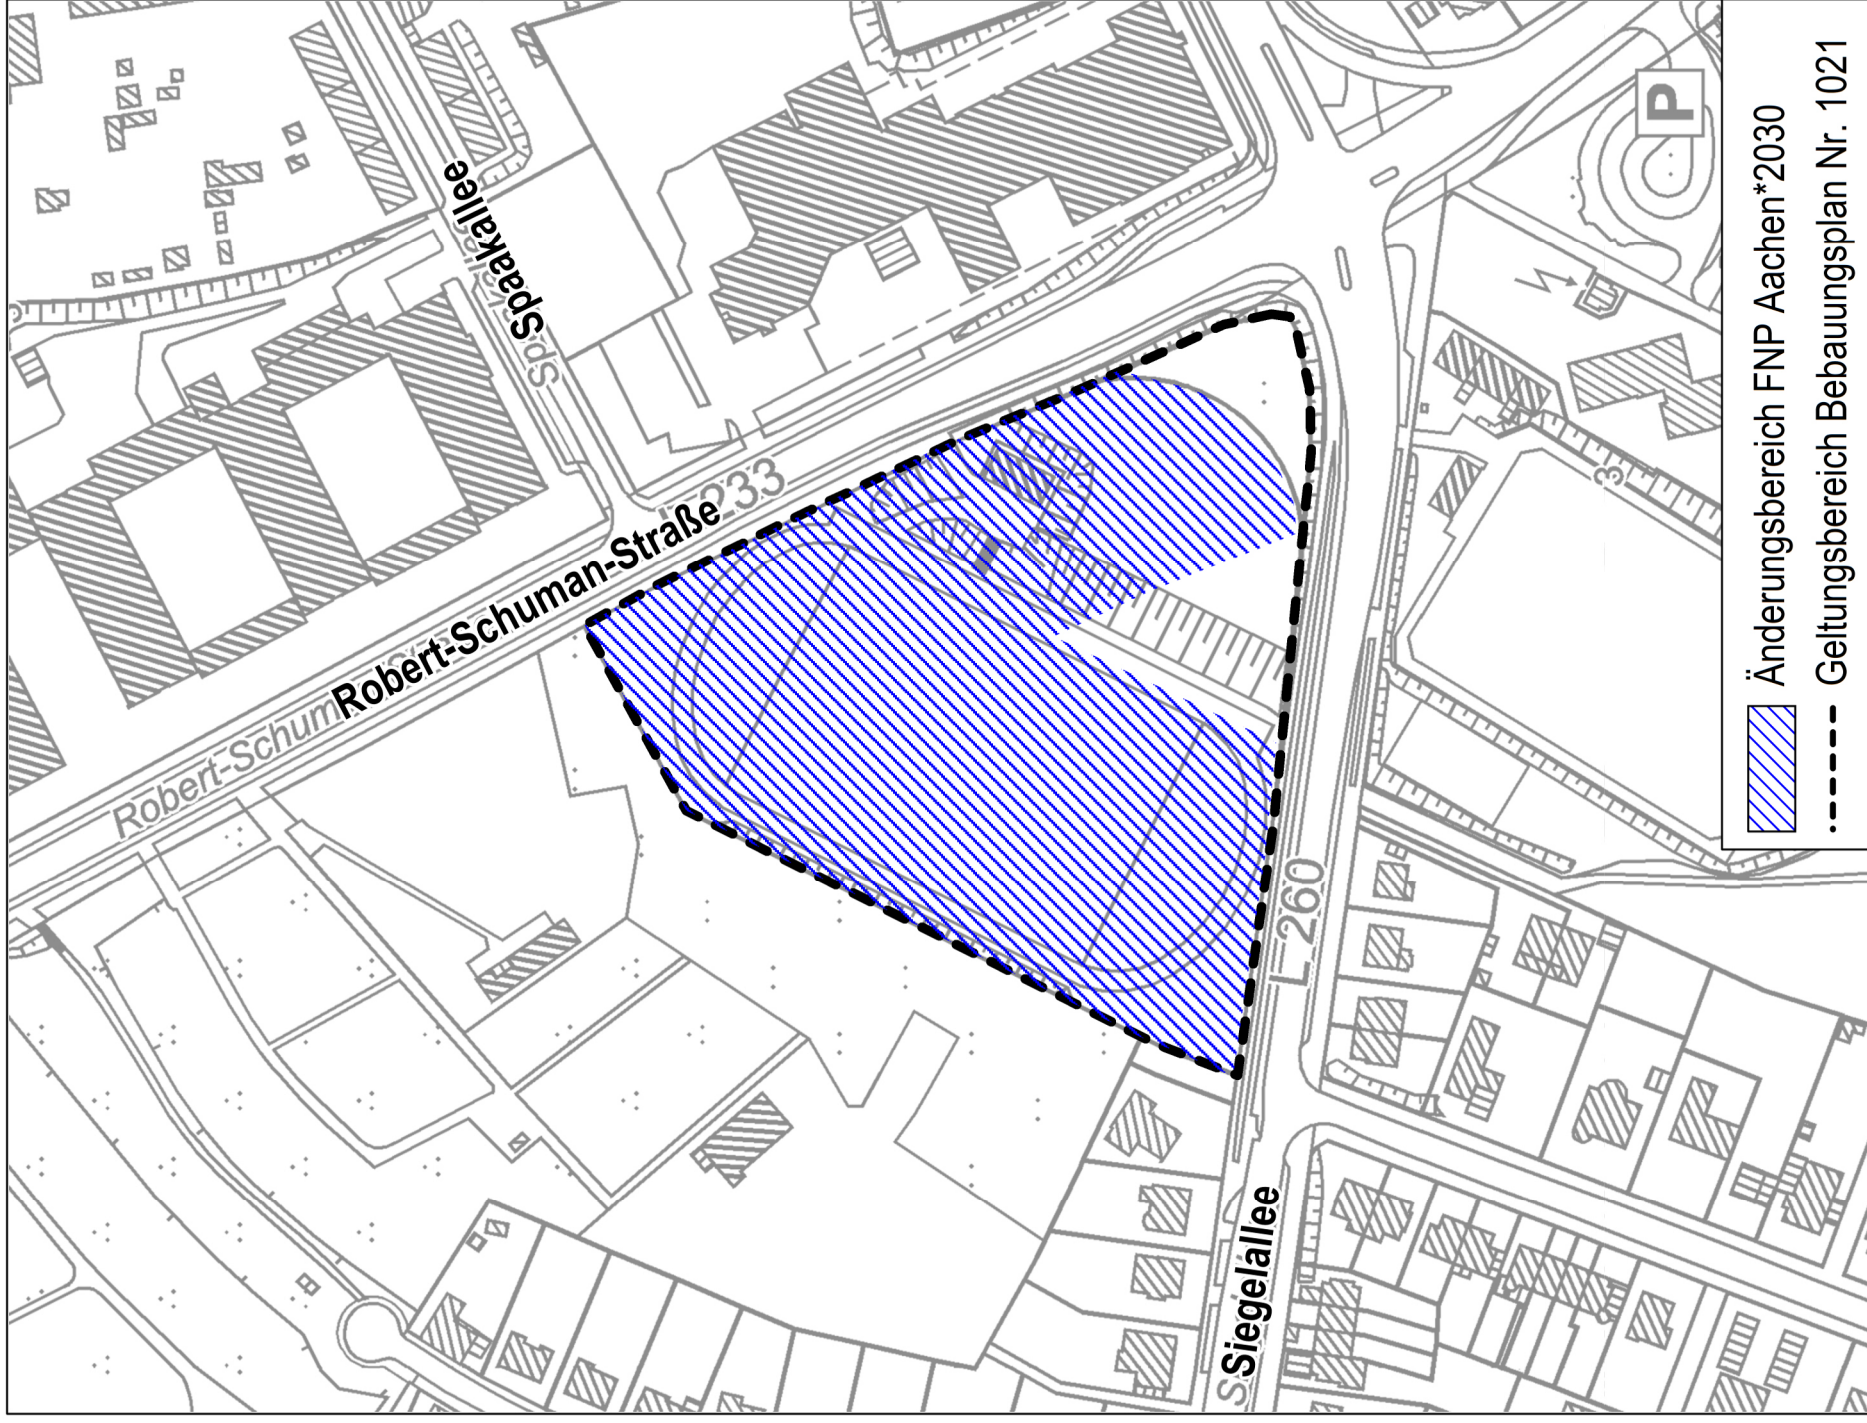 Spaakallee
Sp
233
Robert-Schuman-Straße
Robert-Schum
L 260
Siegelallee
S
P
3
Änderungsbereich FNP Aachen*2030
Geltungsbereich Bebauungsplan Nr. 1021